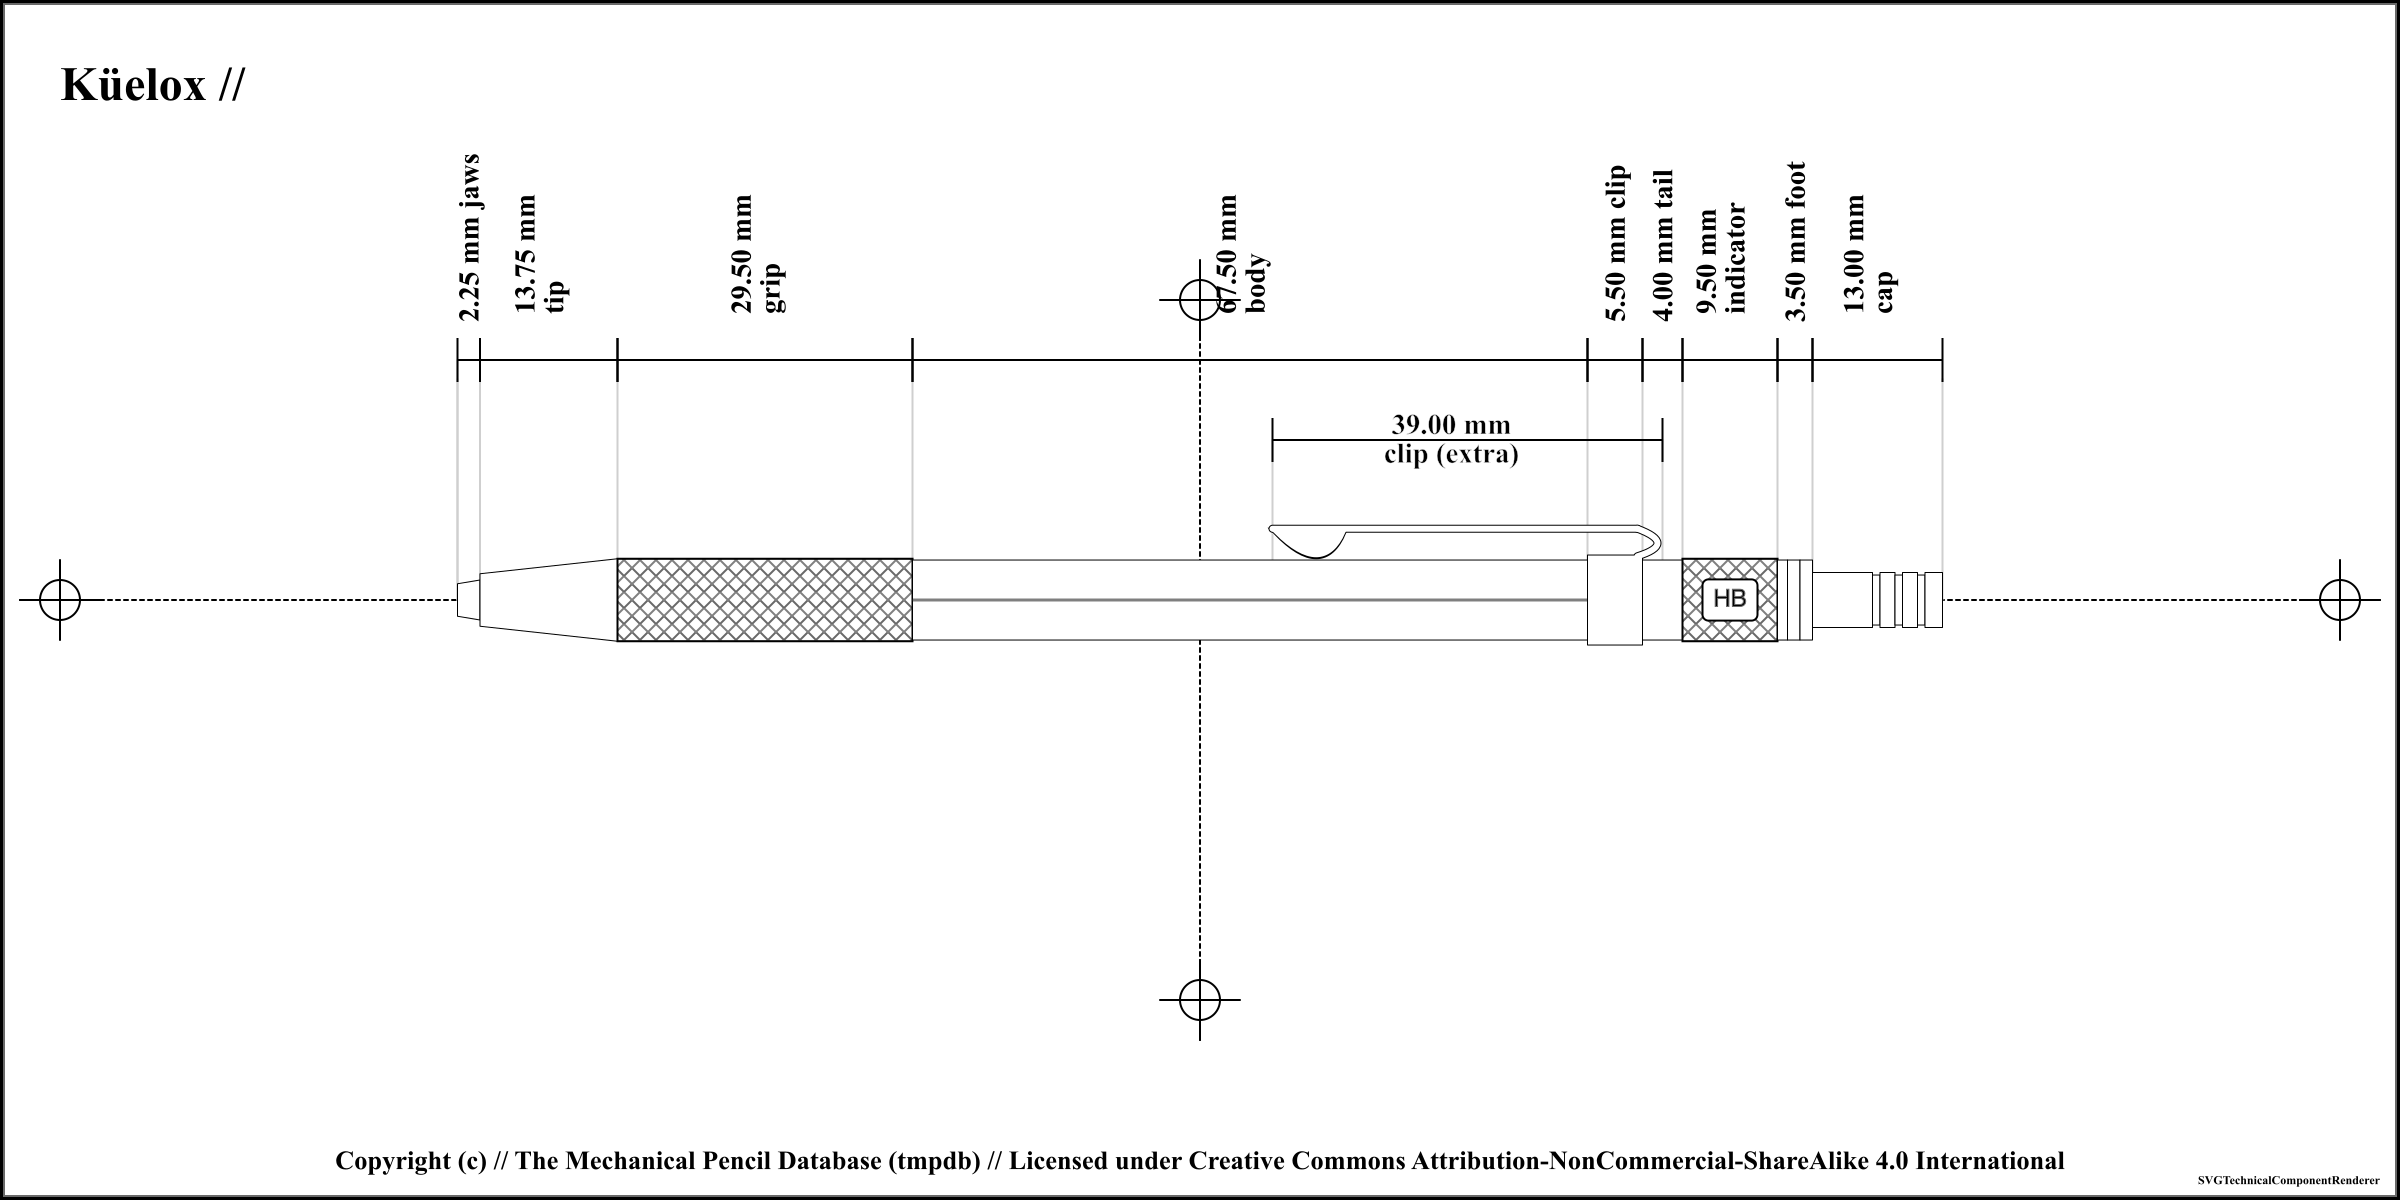 Küelox //
2.25 mm jaws
13.75 mm
tip
29.50 mm
grip
67.50 mm
body
5.50 mm clip
4.00 mm tail
9.50 mm
indicator
3.50 mm foot
13.00 mm
cap
39.00 mm
clip (extra)
HB
Copyright (c) // The Mechanical Pencil Database (tmpdb) // Licensed under Creative Commons Attribution-NonCommercial-ShareAlike 4.0 International
SVGTechnicalComponentRenderer